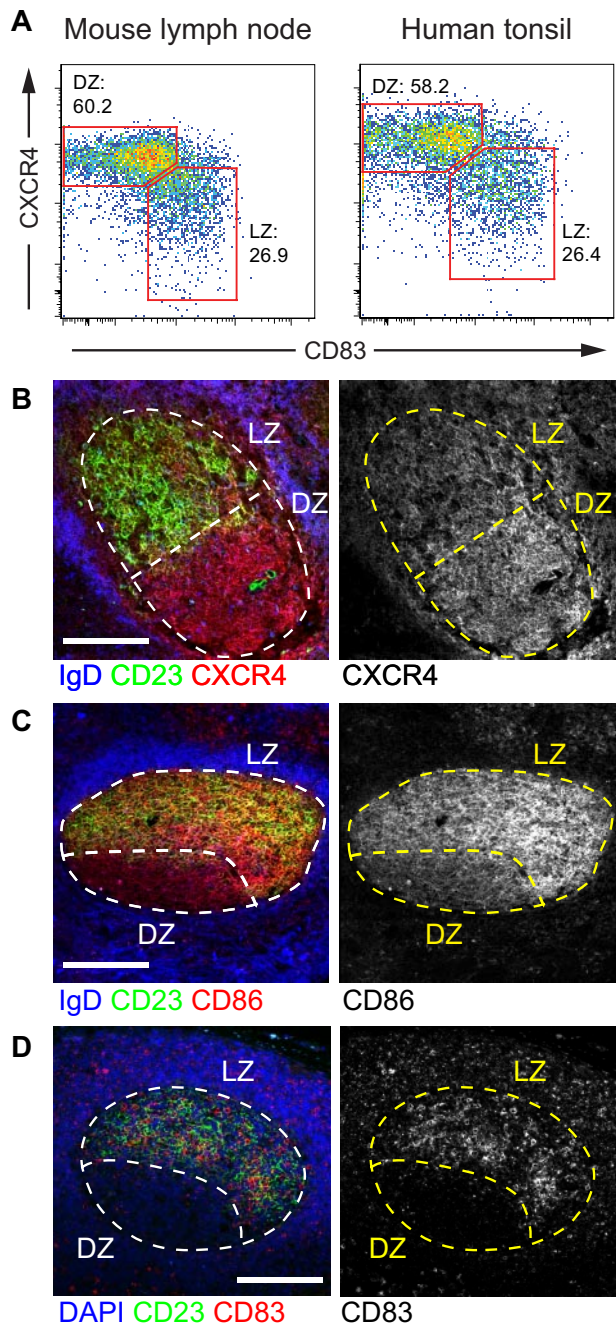 A
Mouse lymph node
Human tonsil
DZ:
60.2
LZ:
26.9
DZ: 58.2
LZ:
26.4
CXCR4
CD83
B
LZ
DZ
IgD CD23 CXCR4
LZ
DZ
CXCR4
C
LZ
DZ
IgD CD23 CD86
LZ
DZ
CD86
D
LZ
DZ
DAPI CD23 CD83
LZ
DZ
CD83